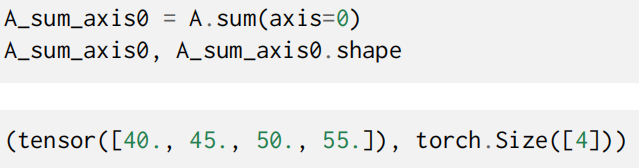 A_sum_axis0 = A.sum(axis=0)
A_sum_axis0, A_sum_axis0.shape
(tensor([40., 45., 50., 55.]), torch.Size([4]))